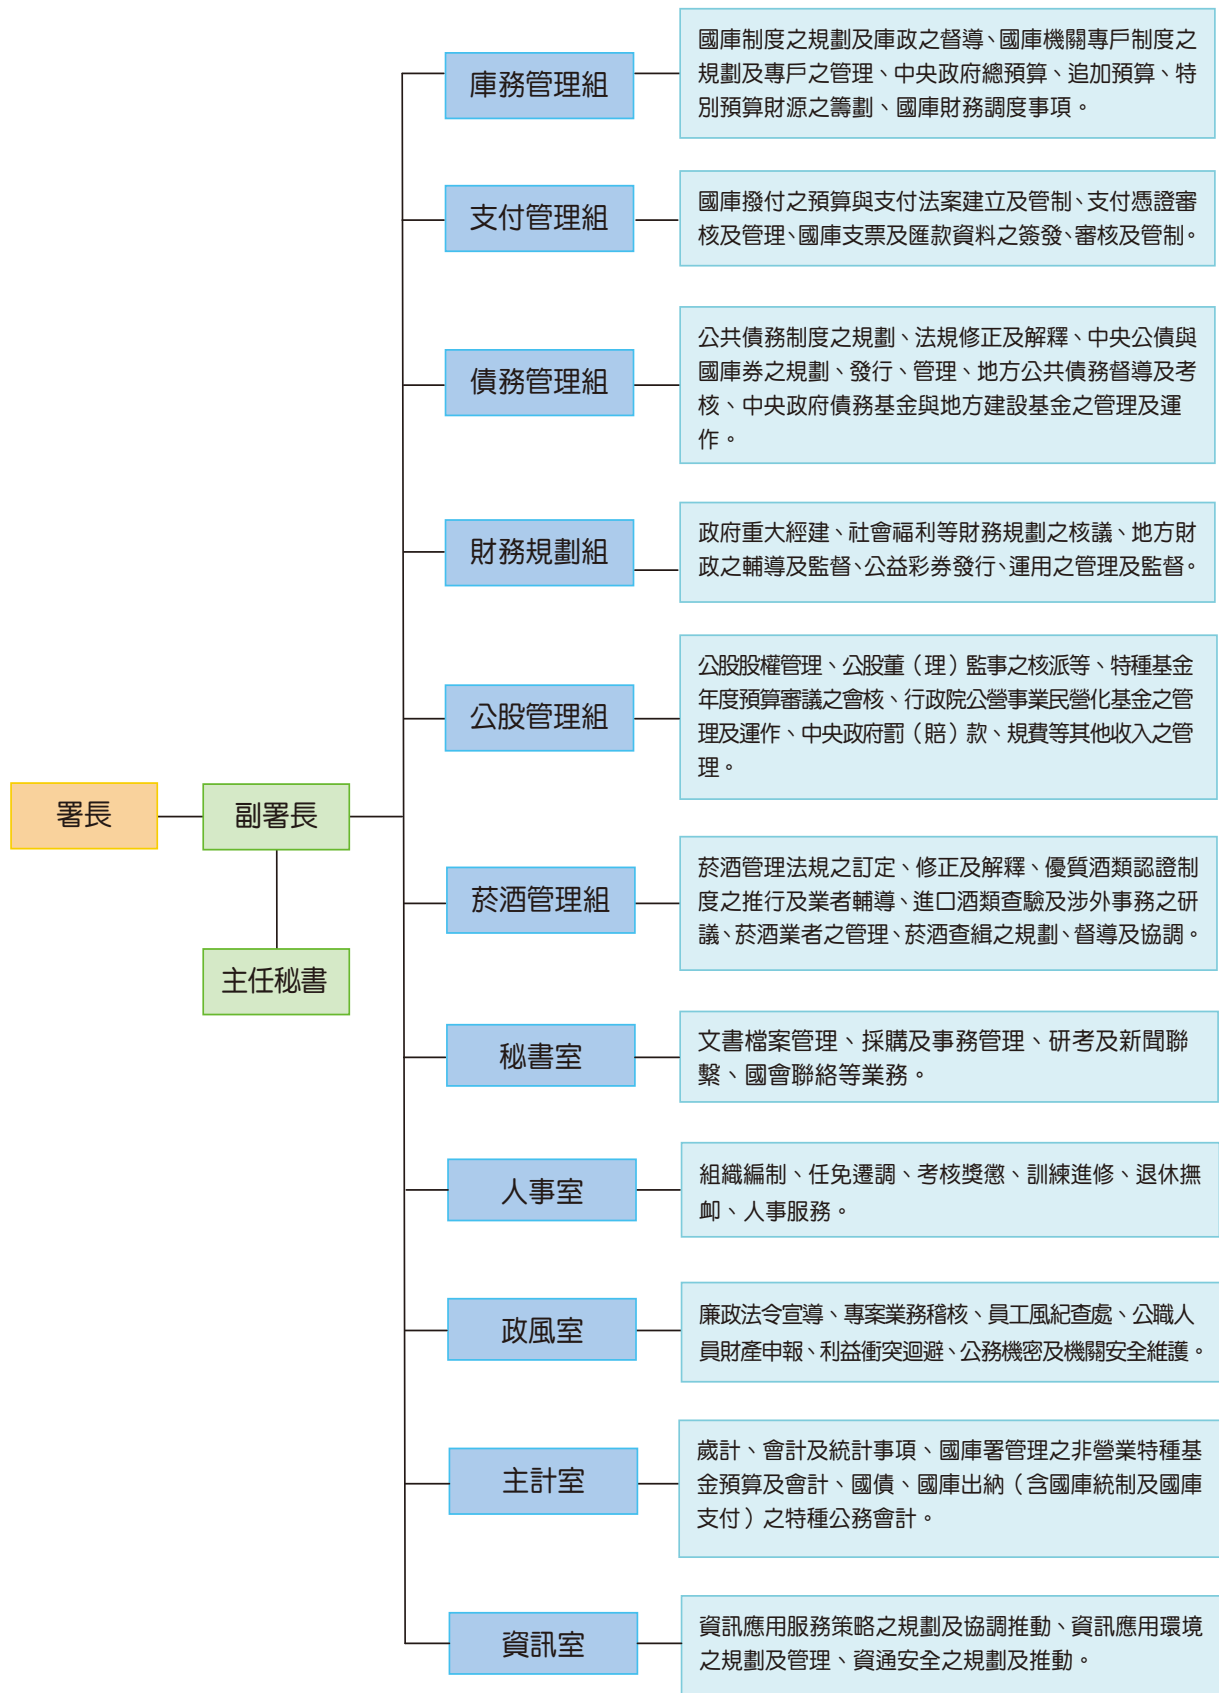 署長
副署長
主任秘書
庫務管理組
國庫制度之規劃及庫政之督導、國庫機關專戶制度之
規劃及專戶之管理、中央政府總預算、追加預算、特
別預算財源之籌劃、國庫財務調度事項。
支付管理組
國庫撥付之預算與支付法案建立及管制、支付憑證審
核及管理、國庫支票及匯款資料之簽發、審核及管制。
債務管理組
公共債務制度之規劃、法規修正及解釋、中央公債與
國庫券之規劃、發行、管理、地方公共債務督導及考
核、中央政府債務基金與地方建設基金之管理及運
作。
財務規劃組
政府重大經建、社會福利等財務規劃之核議、地方財
政之輔導及監督、公益彩券發行、運用之管理及監督。
公股管理組
公股股權管理、公股董（理）監事之核派等、特種基金
年度預算審議之會核、行政院公營事業民營化基金之管
理及運作、中央政府罰（賠）款、規費等其他收入之管
理。
菸酒管理組
菸酒管理法規之訂定、修正及解釋、優質酒類認證制
度之推行及業者輔導、進口酒類查驗及涉外事務之研
議、菸酒業者之管理、菸酒查緝之規劃、督導及協調。
秘書室
文書檔案管理、採購及事務管理、研考及新聞聯
繫、國會聯絡等業務。
人事室
組織編制、任免遷調、考核獎懲、訓練進修、退休撫
卹、人事服務。
政風室
廉政法令宣導、專案業務稽核、員工風紀查處、公職人
員財產申報、利益衝突迴避、公務機密及機關安全維護。
主計室
歲計、會計及統計事項、國庫署管理之非營業特種基
金預算及會計、國債、國庫出納（含國庫統制及國庫
支付）之特種公務會計。
資訊室
資訊應用服務策略之規劃及協調推動、資訊應用環境
之規劃及管理、資通安全之規劃及推動。